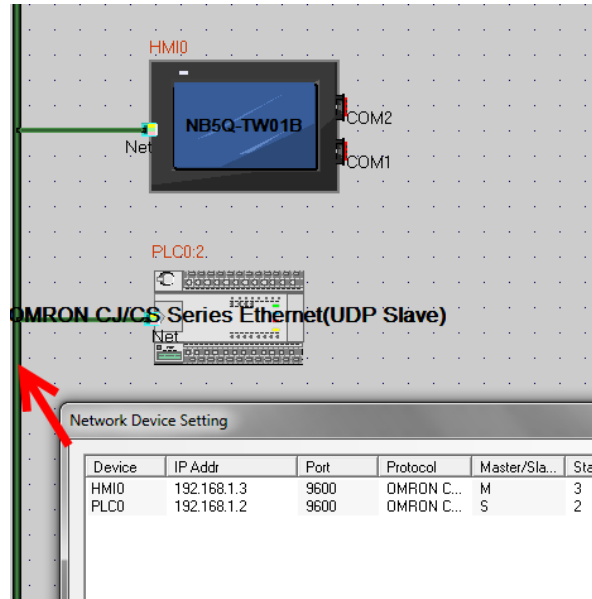 HMI0
NB5Q-TW01B
COM2
Net
COM1
PLC0:2.
OMRON CJ/CS Series Ethernet(UDP Slave)
Net
Network Device Setting
Device IP Addr Port Protocol Master/Sla... Sta
HMI0 192.168.1.3 9600 OMRON C... M 3
PLC0 192.168.1.2 9600 OMRON C... S 2